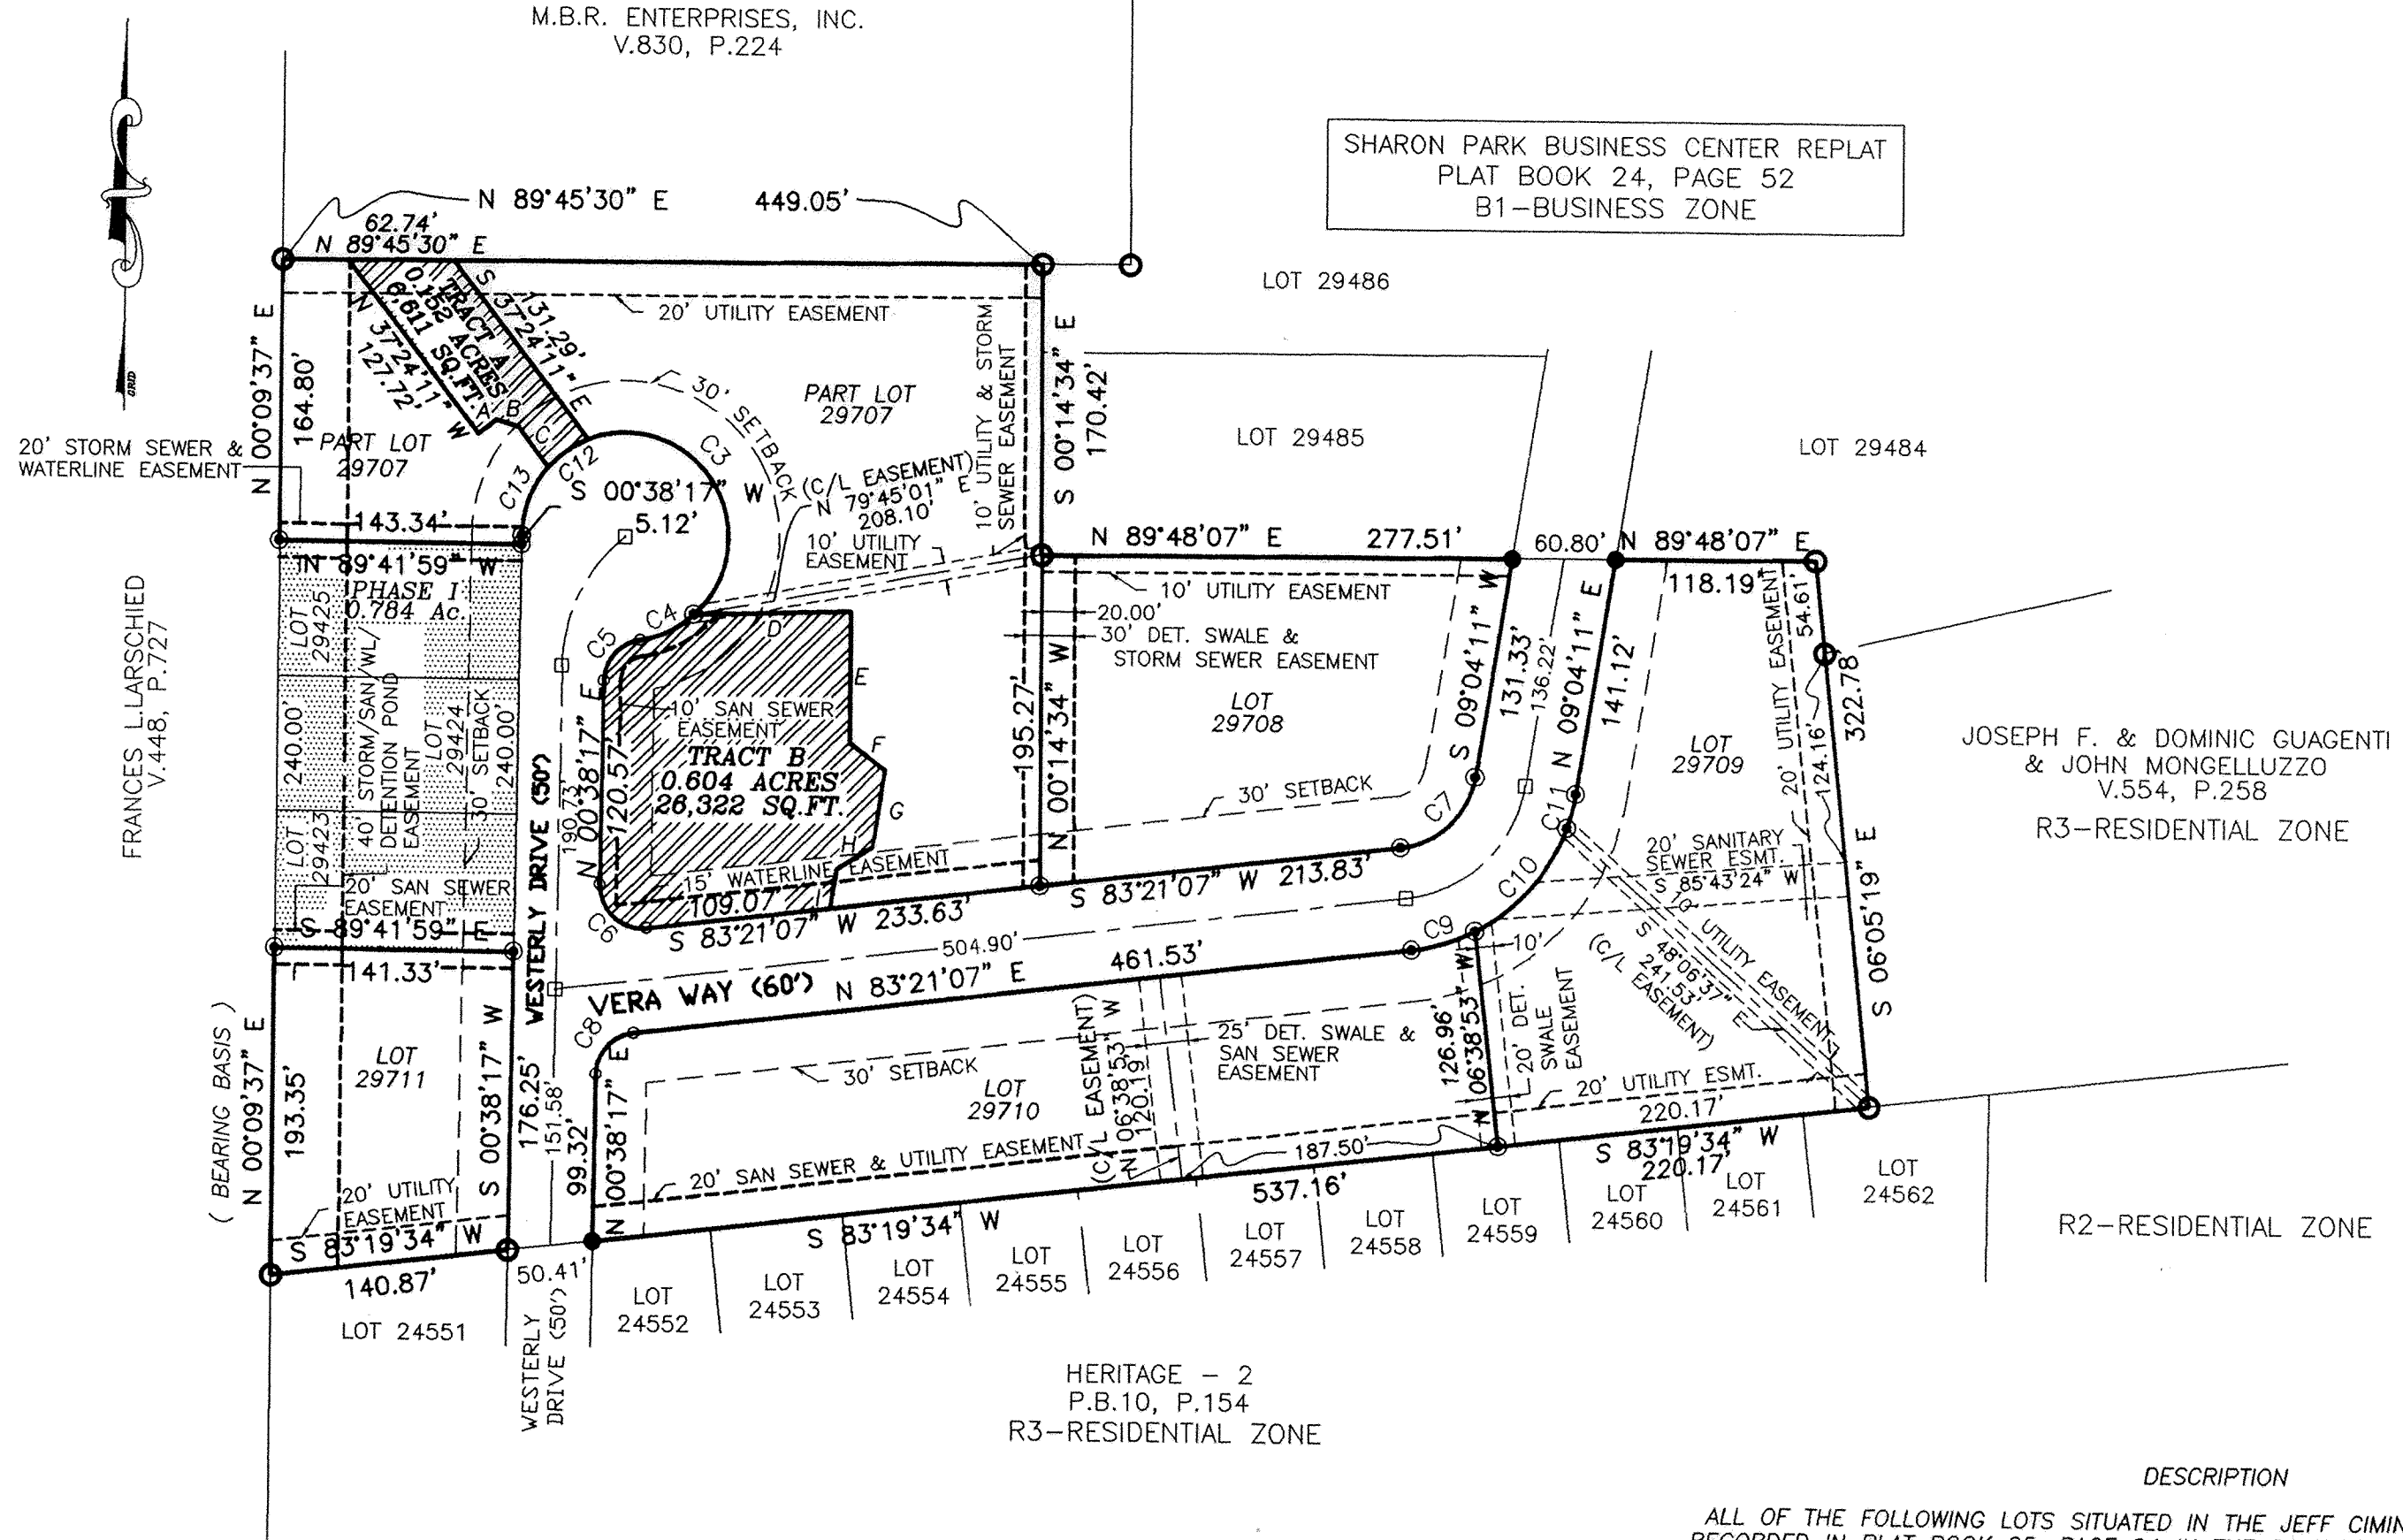 M.B.R. ENTERPRISES, INC.
V.830, P.224
SHARON PARK BUSINESS CENTER REPLAT
PLAT BOOK 24, PAGE 52
B1-BUSINESS ZONE
GRID
N 89°45'30" E 449.05'
62.74'
N 89°45'30" E
LOT 29486
TRACT A
0.152 ACRES
6,611 SQ.FT.
S 37°24'11" E
131.29'
N 37°24'11" W
127.72'
A
B
C
20' UTILITY EASEMENT
30' SETBACK
PART LOT
29707
10' UTILITY & STORM
SEWER EASEMENT
S 00°14'34" E
170.42'
LOT 29485
LOT 29484
N 00°09'37" E
164.80'
PART LOT
29707
20' STORM SEWER &
WATERLINE EASEMENT
C13
C12
C3
S 00°38'17" W
5.12'
(C/L EASEMENT)
N 79°45'01" E
208.10'
10' UTILITY
EASEMENT
143.34'
N 89°41'59" W
N 89°48'07" E 277.51'
60.80'
N 89°48'07" E
118.19'
54.61'
10' UTILITY EASEMENT
20.00'
30' DET. SWALE &
STORM SEWER EASEMENT
FRANCES L.LARSCHIED
V.448, P.727
PHASE I
0.784 Ac.
LOT
29425
LOT
29424
LOT
29423
240.00'
40' STORM/SAN/WL/
DETENTION POND
EASEMENT
30' SETBACK
240.00'
20' SAN SEWER
EASEMENT
S 89°41'59" E
141.33'
WESTERLY DRIVE (50')
190.73'
C4
C5
C6
D
E
F
G
H
N 00°38'17" E
120.57'
10' SAN SEWER
EASEMENT
TRACT B
0.604 ACRES
26,322 SQ.FT.
15' WATERLINE EASEMENT
109.07'
S 83°21'07" W 233.63'
195.27'
N 00°14'34" W
LOT
29708
30' SETBACK
S 09°04'11" W
131.33'
136.22'
N 09°04'11" E
141.12'
C7
C11
C10
C9
S 83°21'07" W 213.83'
LOT
29709
20' UTILITY EASEMENT
124.16'
322.78'
S 06°05'19" E
JOSEPH F. & DOMINIC GUAGENTI
& JOHN MONGELLUZZO
V.554, P.258
R3-RESIDENTIAL ZONE
20' SANITARY
SEWER ESMT.
S 85°43'24" W
10' UTILITY EASEMENT
S 48°06'37" E
241.53'
(C/L EASEMENT)
504.90'
VERA WAY (60') N 83°21'07" E
461.53'
C8
10'
N 06°38'53" W
126.96'
20' DET.
SWALE
EASEMENT
20' UTILITY ESMT.
220.17'
S 83°19'34" W
220.17'
( BEARING BASIS )
N 00°09'37" E
193.35'
LOT
29711
S 00°38'17" W
176.25'
151.58'
99.32'
N 00°38'17" E
30' SETBACK
LOT
29710
(C/L EASEMENT)
N 06°38'53" W
120.19'
25' DET. SWALE &
SAN SEWER
EASEMENT
20' SAN SEWER & UTILITY EASEMENT
187.50'
537.16'
S 83°19'34" W
20' UTILITY
EASEMENT
S 83°19'34" W
140.87'
50.41'
LOT 24551
WESTERLY
DRIVE (50')
LOT
24552
LOT
24553
LOT
24554
LOT
24555
LOT
24556
LOT
24557
LOT
24558
LOT
24559
LOT
24560
LOT
24561
LOT
24562
R2-RESIDENTIAL ZONE
HERITAGE - 2
P.B.10, P.154
R3-RESIDENTIAL ZONE
DESCRIPTION
ALL OF THE FOLLOWING LOTS SITUATED IN THE JEFF CIMIN